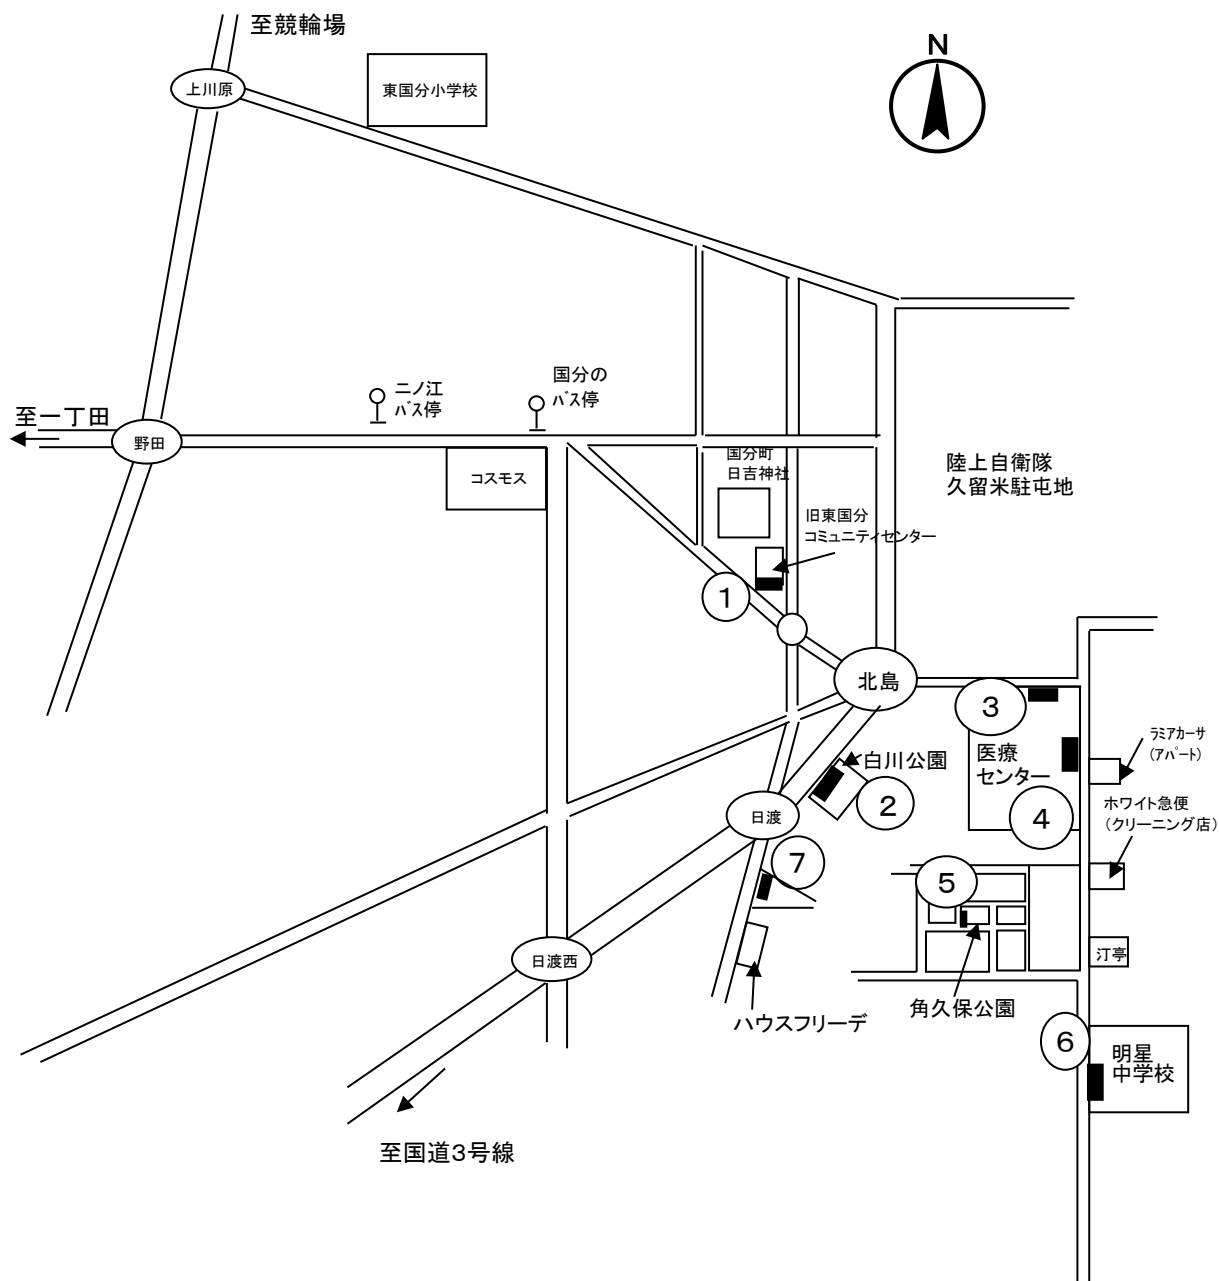 至競輪場
N
上川原
東国分小学校
ニノ江
ﾊﾞｽ停
国分の
ﾊﾞｽ停
至一丁田
野田
コスモス
国分町
日吉神社
陸上自衛隊
久留米駐屯地
旧東国分
コミュニティセンター
1
北島
3
医療
センター
ﾗﾐｱｶｰｻ
(ｱﾊﾟｰﾄ)
白川公園
2
4
ホワイト急便
(クリーニング店)
日渡
7
5
日渡西
汀亭
角久保公園
ハウスフリーデ
6
明星
中学校
至国道3号線